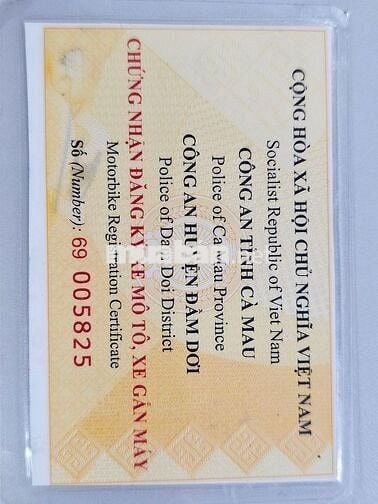 CỘNG HÒA XÃ HỘI CHỦ NGHĨA VIỆT NAM
Socialist Republic of Viet Nam
CÔNG AN TỈNH CÀ MAU
Police of Ca Mau Province
CÔNG AN HUYỆN ĐẦM DƠI
Police of Dam Doi District
CHỨNG NHẬN ĐĂNG KÝ XE MÔ TÔ, XE GẮN MÁY
Motorbike Registration Certificate
Số (Number): 69 005825